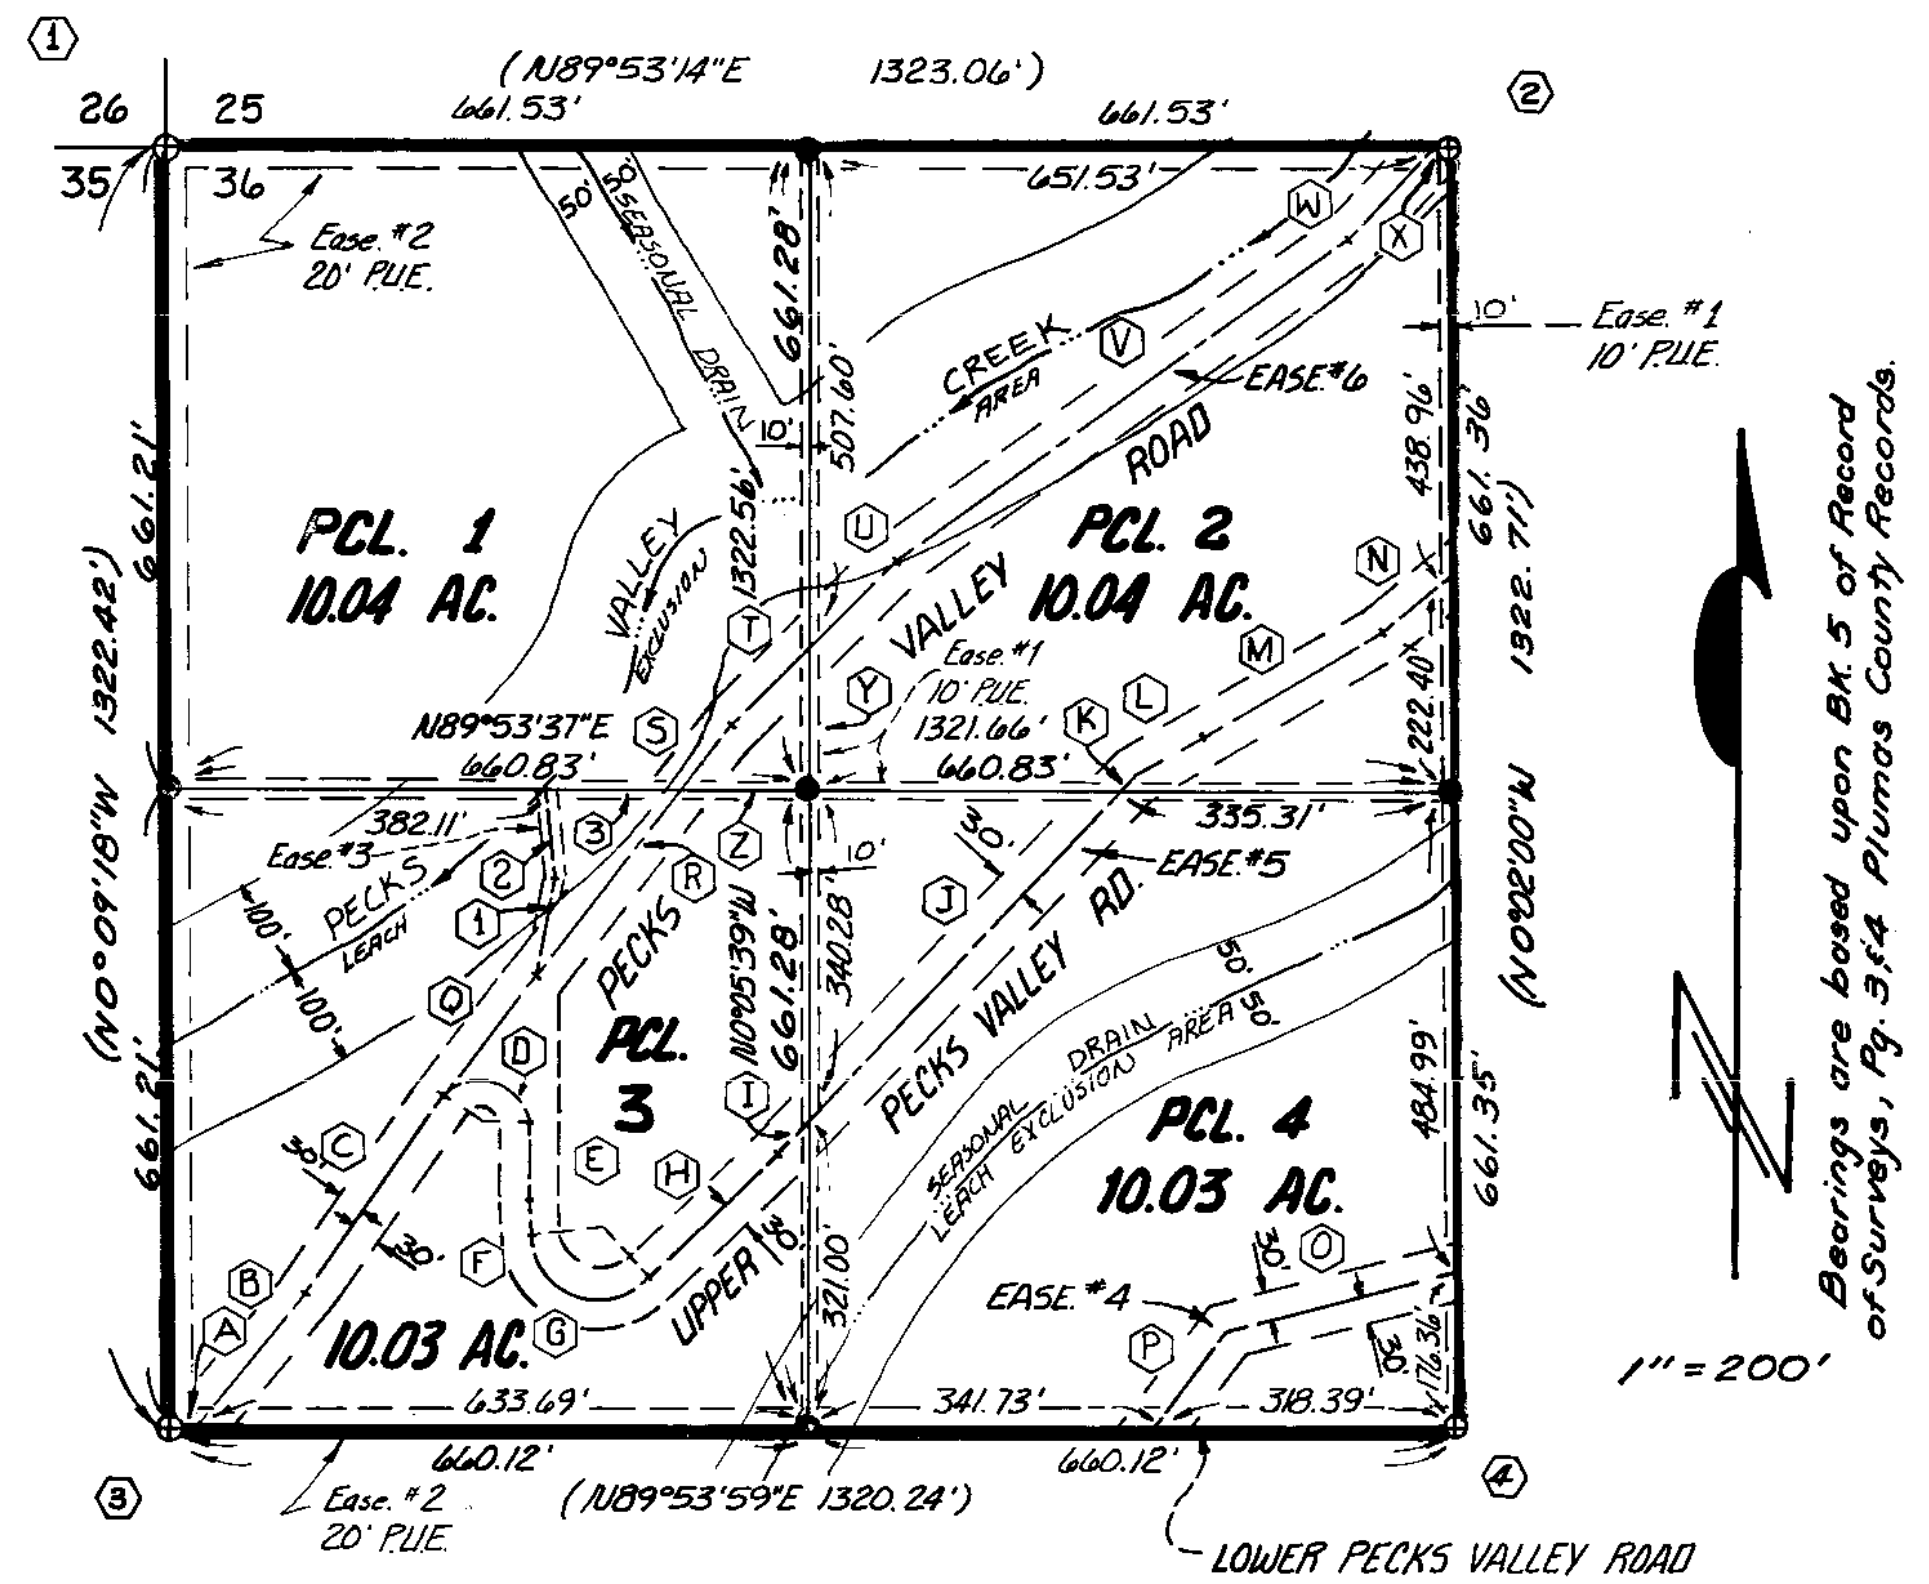 1
(N89°53'14"E 1323.06')
2
26 25
661.53' 661.53'
35 36
50' 50'
SEASONAL DRAIN
651.53'
W
X
Ease. #2
20' P.U.E.
661.28'
10'
Ease. #1
10' P.U.E.
V
CREEK
AREA
EASE.#6
507.60'
438.96'
661.36'
10'
661.21'
1322.56'
ROAD
PCL. 1
10.04 AC.
VALLEY
EXCLUSION
U
PCL. 2
10.04 AC.
N
T
VALLEY
M
(N0°09'18"W 1322.42')
(N0°02'00"W 1322.71')
Ease. #1
10' P.U.E.
Y
L
K
222.40'
N89°53'37"E
S
1321.66'
660.83' 660.83'
382.11'
3
Z
335.31'
30'
Ease.#3
2
R
10'
EASE.#5
PECKS
LEACH
1
J
100'
100'
PECKS
N0°05'39"W
661.28'
340.28'
RD.
50'
50'
Q
PECKS VALLEY
D
PCL.
3
I
SEASONAL DRAIN
LEACH EXCLUSION AREA
484.99'
661.35'
661.21'
C
30'
E
H
PCL. 4
10.03 AC.
30'
F
UPPER
30'
321.00'
30'
O
B
A
EASE. #4
P
30'
176.36'
10.03 AC.
G
1" = 200'
633.69' 341.73' 318.39'
660.12' 660.12'
3
Ease. #2
20' P.U.E.
(N89°53'59"E 1320.24')
4
LOWER PECKS VALLEY ROAD
Bearings are based upon BK. 5 of Record
of Surveys, Pg. 3,&4 Plumas County Records.